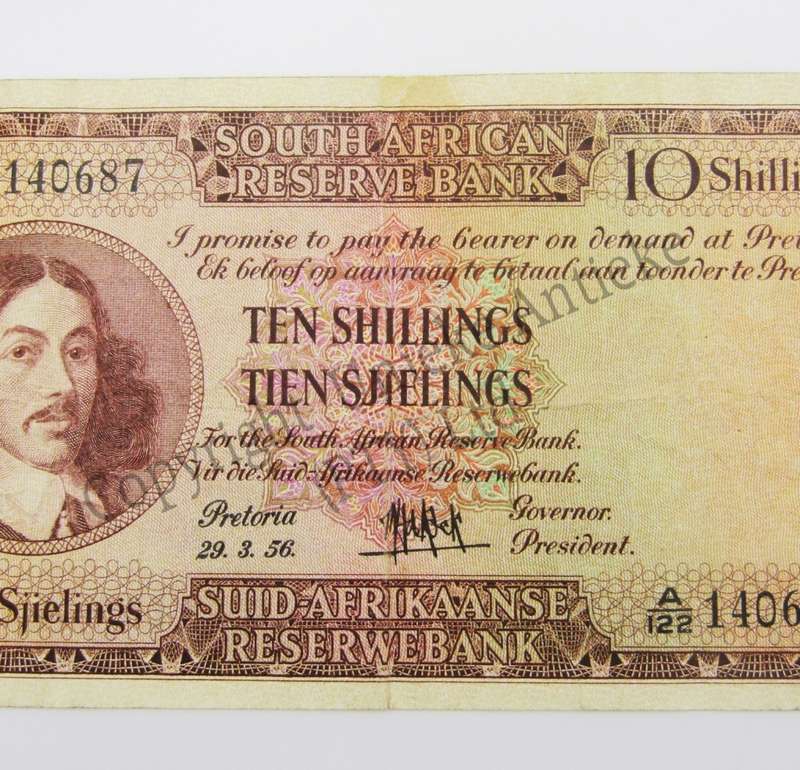 SOUTH AFRICAN
RESERVE BANK
140687
10 Shilli
I promise to pay the bearer on demand at Pre
Ek beloof op aanvraag te betaal aan toonder te Pre
TEN SHILLINGS
TIEN SJIELINGS
For the South African Reserve Bank.
Vir die Suid-Afrikaanse Reserwebank.
Pretoria
29. 3. 56.
Governor.
President.
Sjielings
SUID-AFRIKAANSE
RESERWEBANK
A/122 1406
Copyright
Antieke